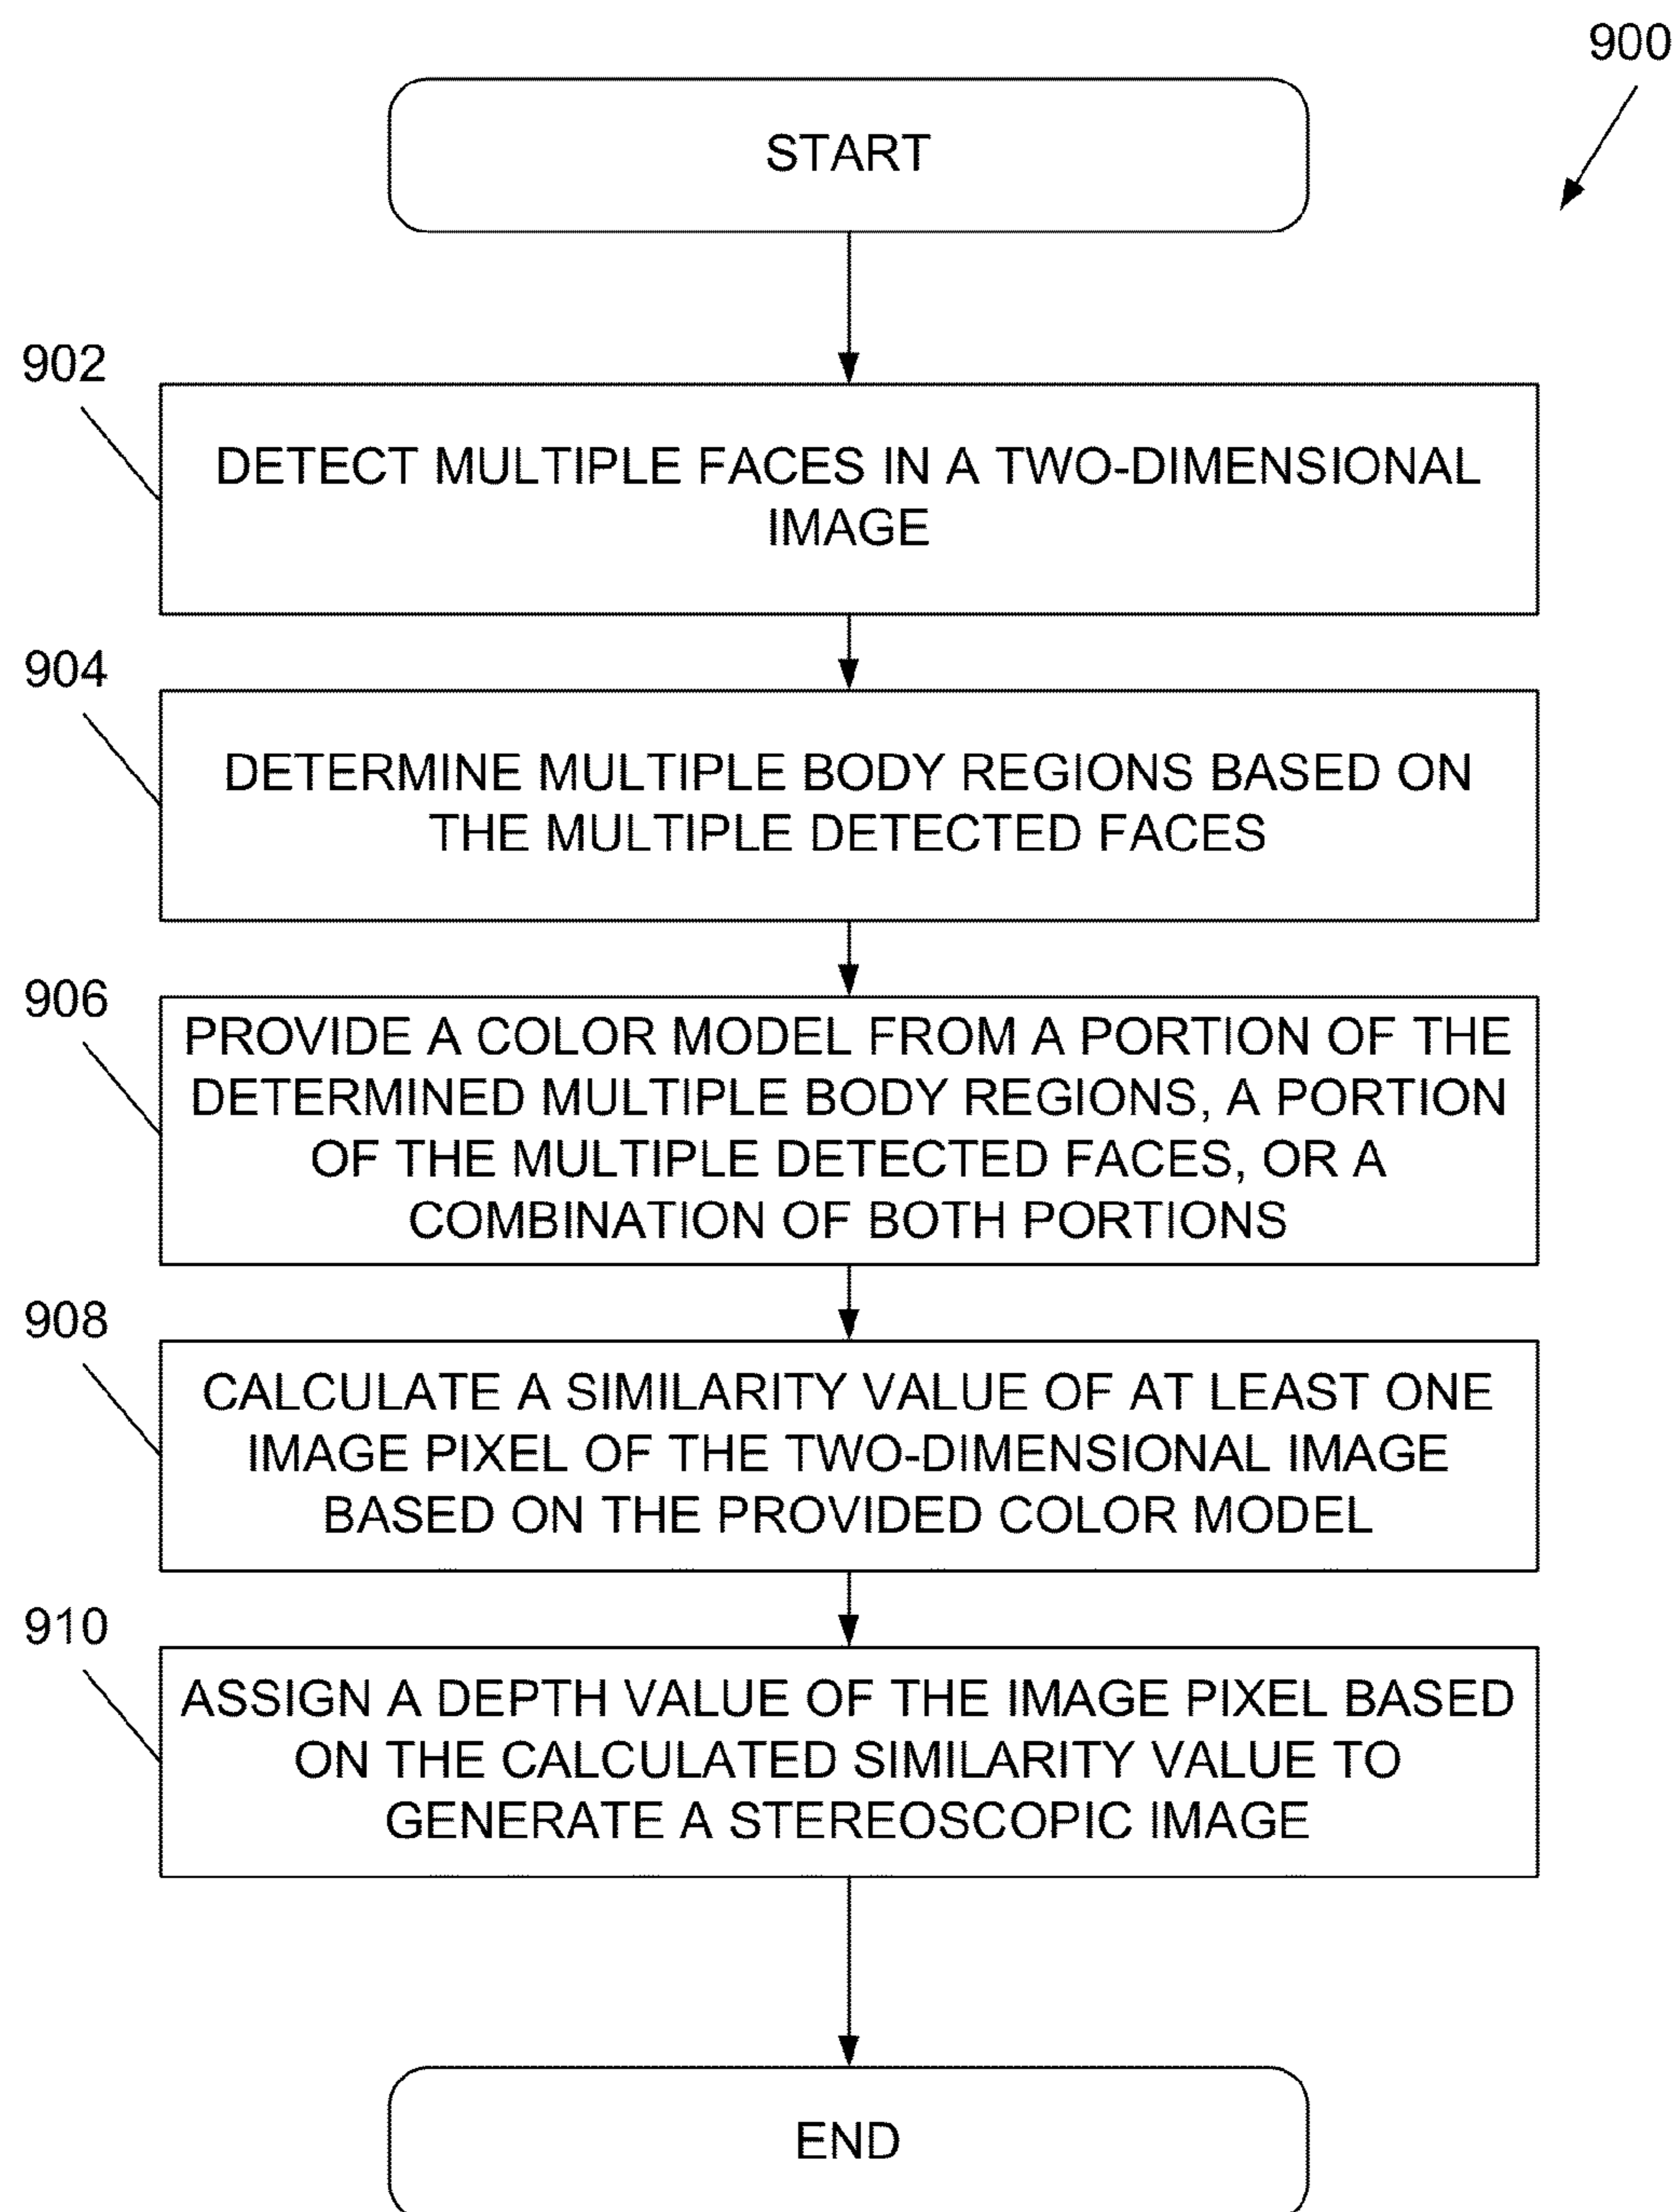 900
START
902
DETECT MULTIPLE FACES IN A TWO-DIMENSIONAL
IMAGE
904
DETERMINE MULTIPLE BODY REGIONS BASED ON
THE MULTIPLE DETECTED FACES
906
PROVIDE A COLOR MODEL FROM A PORTION OF THE
DETERMINED MULTIPLE BODY REGIONS, A PORTION
OF THE MULTIPLE DETECTED FACES, OR A
COMBINATION OF BOTH PORTIONS
908
CALCULATE A SIMILARITY VALUE OF AT LEAST ONE
IMAGE PIXEL OF THE TWO-DIMENSIONAL IMAGE
BASED ON THE PROVIDED COLOR MODEL
910
ASSIGN A DEPTH VALUE OF THE IMAGE PIXEL BASED
ON THE CALCULATED SIMILARITY VALUE TO
GENERATE A STEREOSCOPIC IMAGE
END